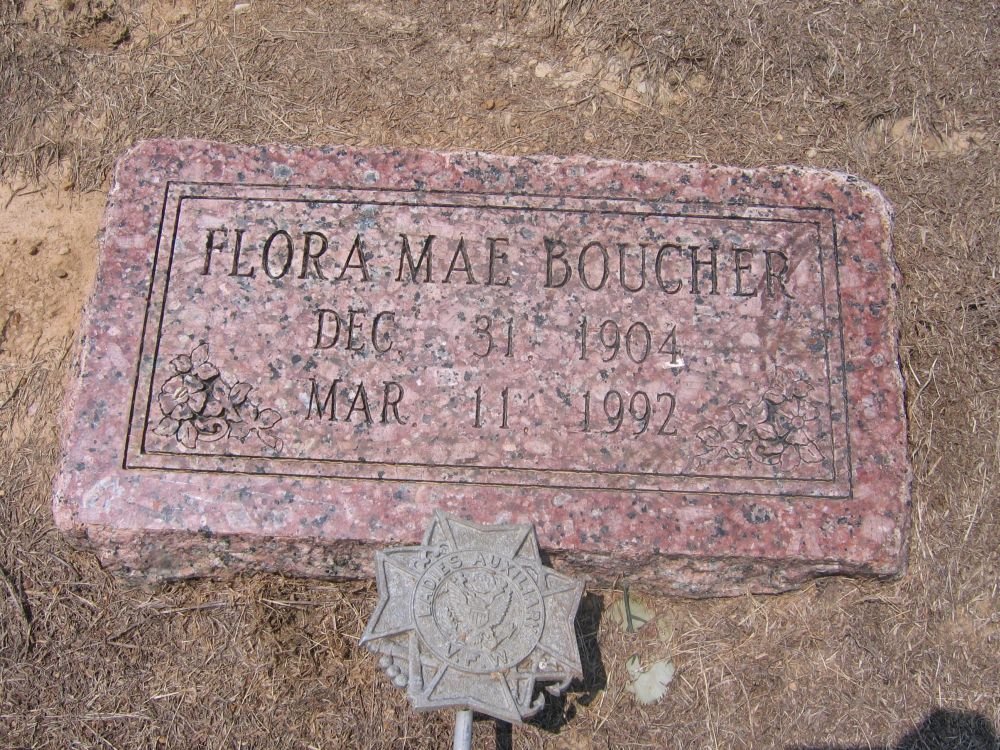 FLORA MAE BOUCHER
DEC. 31 1904
MAR. 11, 1992
LADIES AUXILIARY
V.F.W.